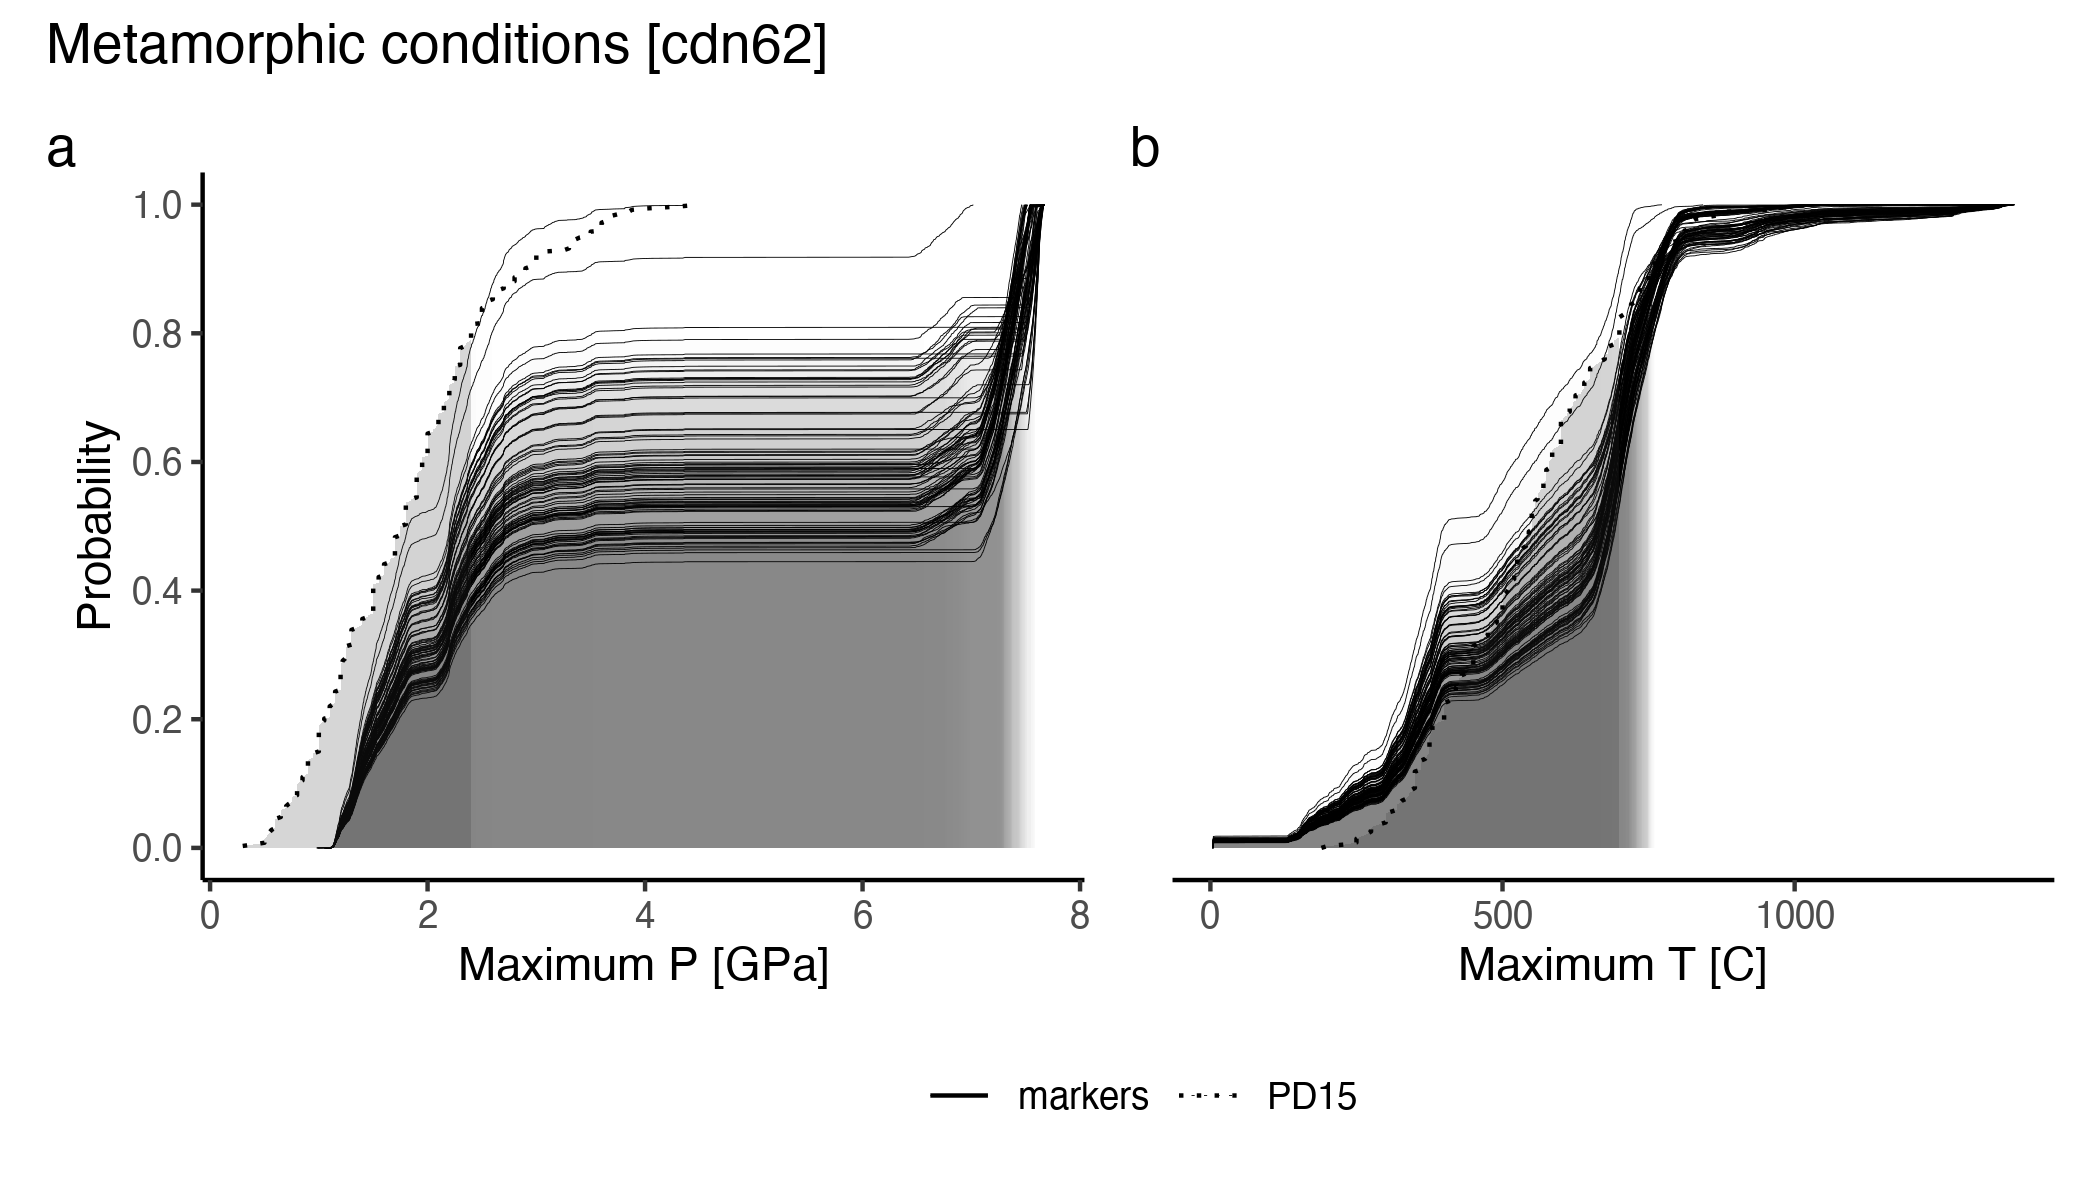 Metamorphic conditions [cdn62]
a
b
1.0
0.8
0.6
0.4
0.2
0.0
Probability
0 2 4 6 8
0 500 1000
Maximum P [GPa]
Maximum T [C]
markers PD15